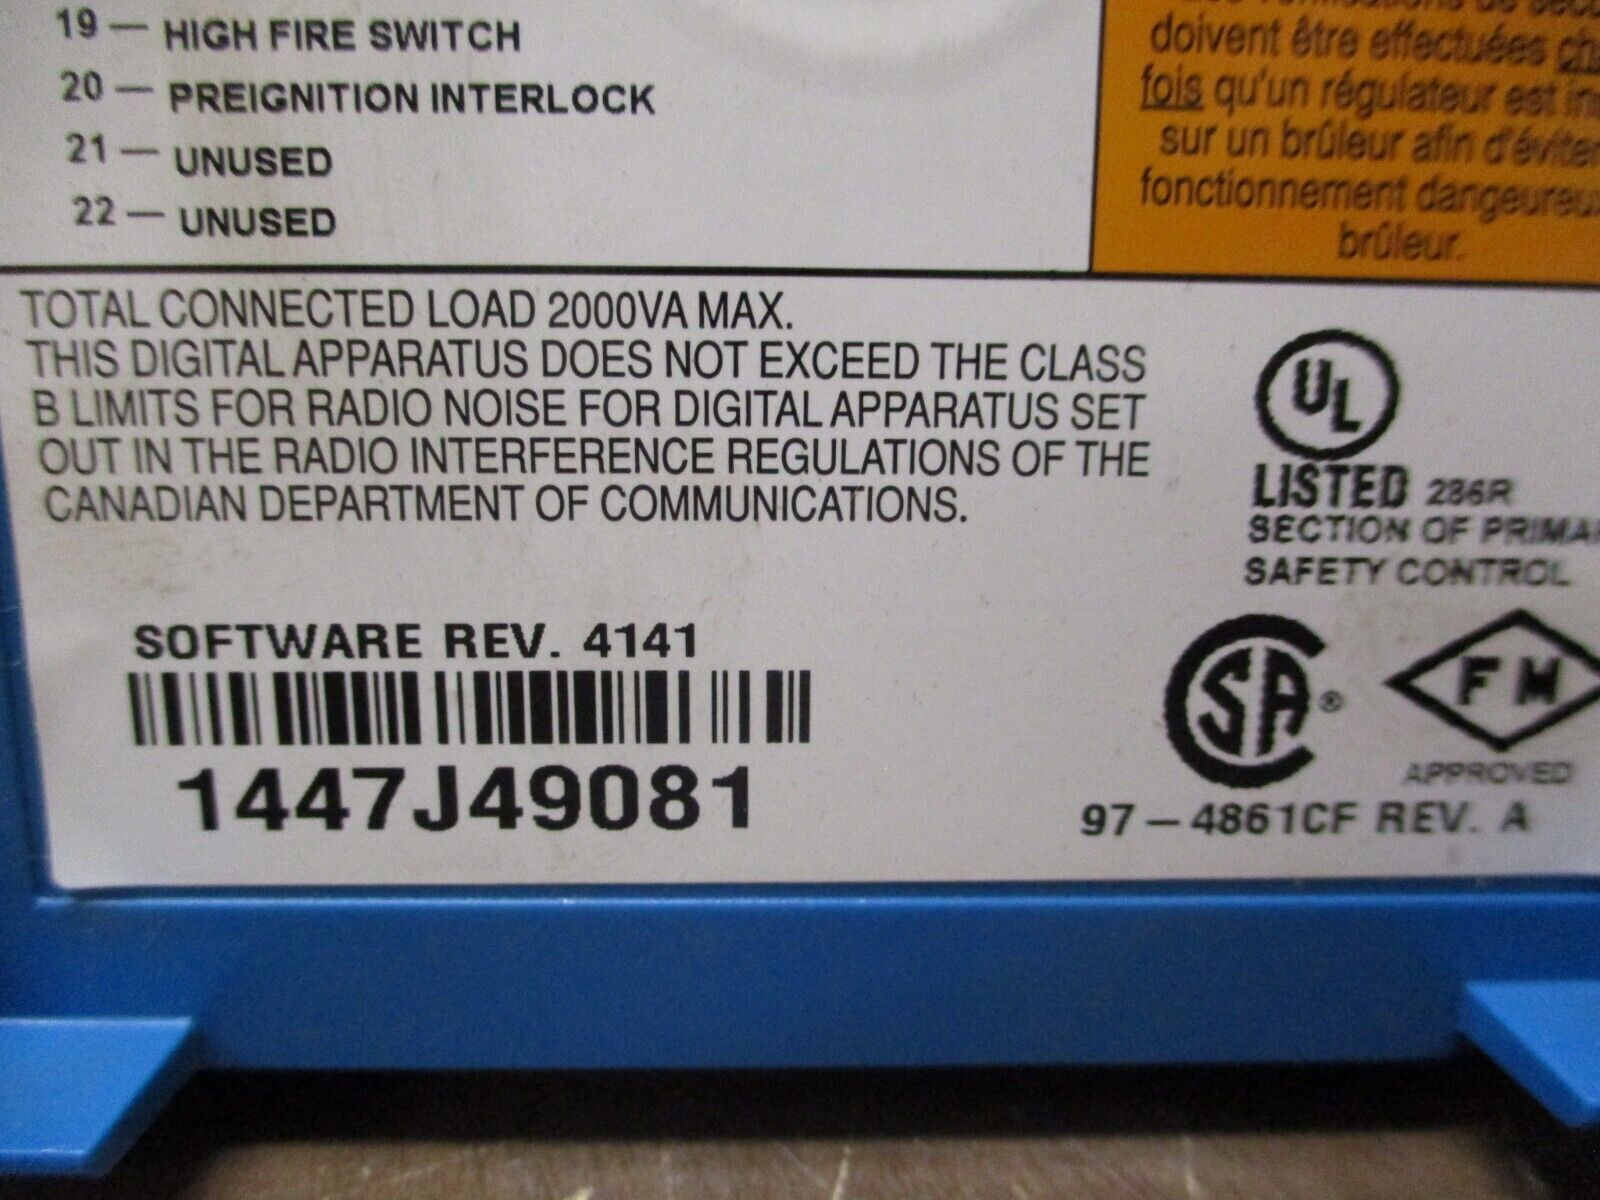 19 — HIGH FIRE SWITCH
20 — PREIGNITION INTERLOCK
21 — UNUSED
22 — UNUSED
doivent être effectuées
fois qu'un régulateur est
sur un brûleur afin
fonctionnement
brûleur.
TOTAL CONNECTED LOAD 2000VA MAX.
THIS DIGITAL APPARATUS DOES NOT EXCEED THE CLASS
B LIMITS FOR RADIO NOISE FOR DIGITAL APPARATUS SET
OUT IN THE RADIO INTERFERENCE REGULATIONS OF THE
CANADIAN DEPARTMENT OF COMMUNICATIONS.
UL
LISTED 286R
SECTION OF
SAFETY CONTROL
SOFTWARE REV. 4141
1447J49081
SA ®
FM
APPROVED
97-4861CF REV. A